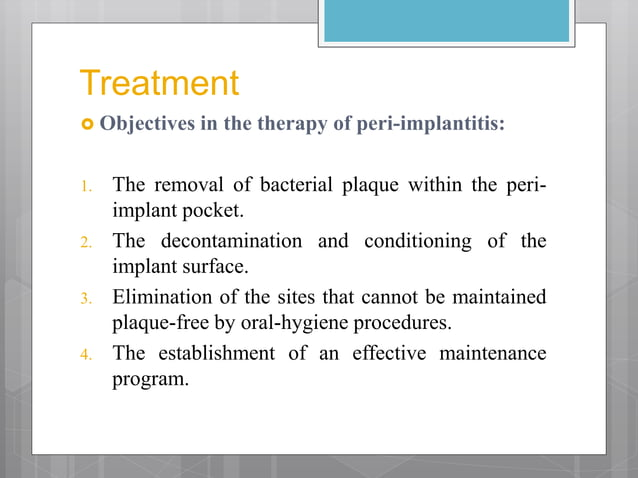 Treatment
Objectives in the therapy of peri-implantitis:
1. The removal of bacterial plaque within the peri-
implant pocket.
2. The decontamination and conditioning of the
implant surface.
3. Elimination of the sites that cannot be maintained
plaque-free by oral-hygiene procedures.
4. The establishment of an effective maintenance
program.